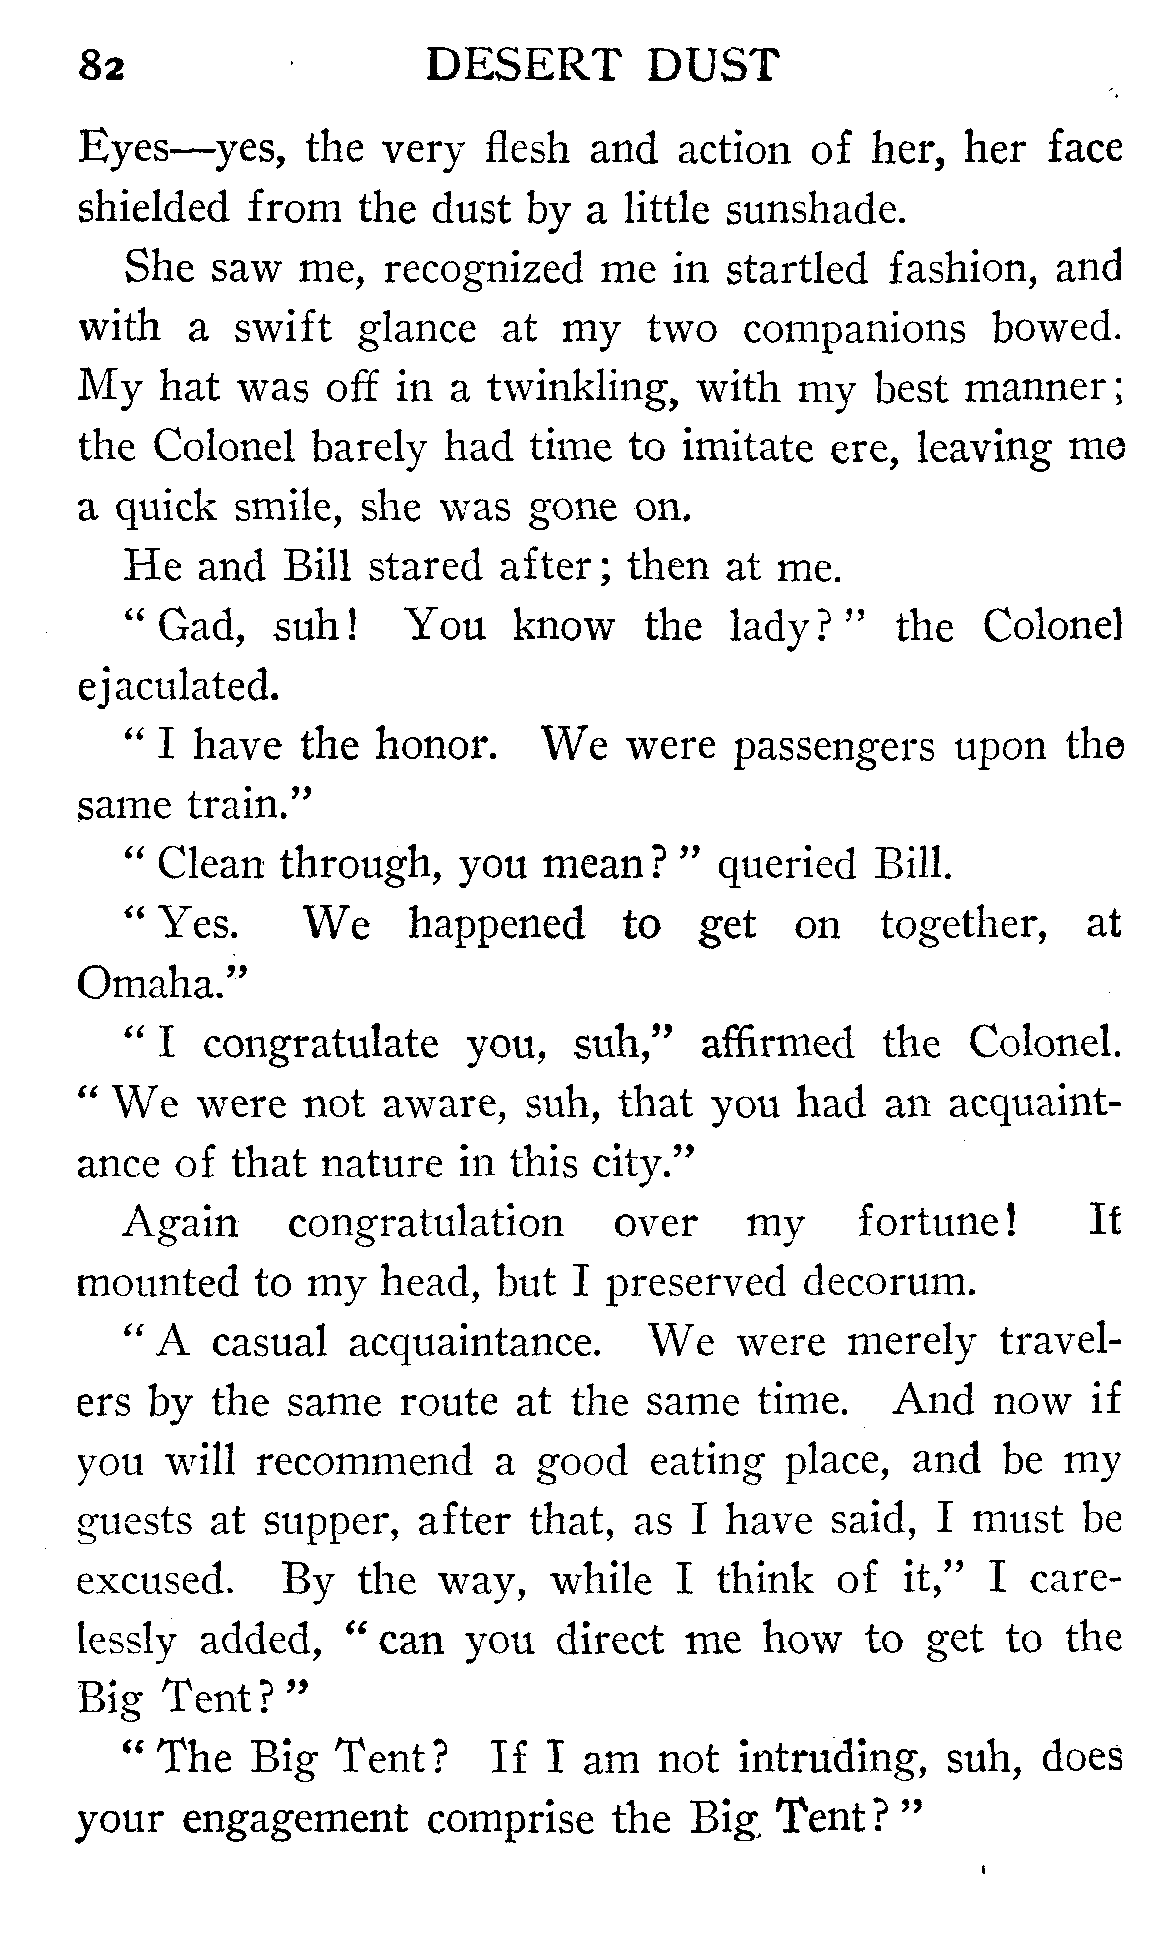 82 DESERT DUST
Eyes—yes, the very flesh and action of her, her face
shielded from the dust by a little sunshade.
She saw me, recognized me in startled fashion, and
with a swift glance at my two companions bowed.
My hat was off in a twinkling, with my best manner;
the Colonel barely had time to imitate ere, leaving me
a quick smile, she was gone on.
He and Bill stared after; then at me.
“Gad, suh! You know the lady?” the Colonel
ejaculated.
“I have the honor. We were passengers upon the
same train.”
“Clean through, you mean?” queried Bill.
“Yes. We happened to get on together, at
Omaha.”
“I congratulate you, suh,” affirmed the Colonel.
“We were not aware, suh, that you had an acquaint-
ance of that nature in this city.”
Again congratulation over my fortune! It
mounted to my head, but I preserved decorum.
“A casual acquaintance. We were merely travel-
ers by the same route at the same time. And now if
you will recommend a good eating place, and be my
guests at supper, after that, as I have said, I must be
excused. By the way, while I think of it,” I care-
lessly added, “can you direct me how to get to the
Big Tent?”
“The Big Tent? If I am not intruding, suh, does
your engagement comprise the Big Tent?”